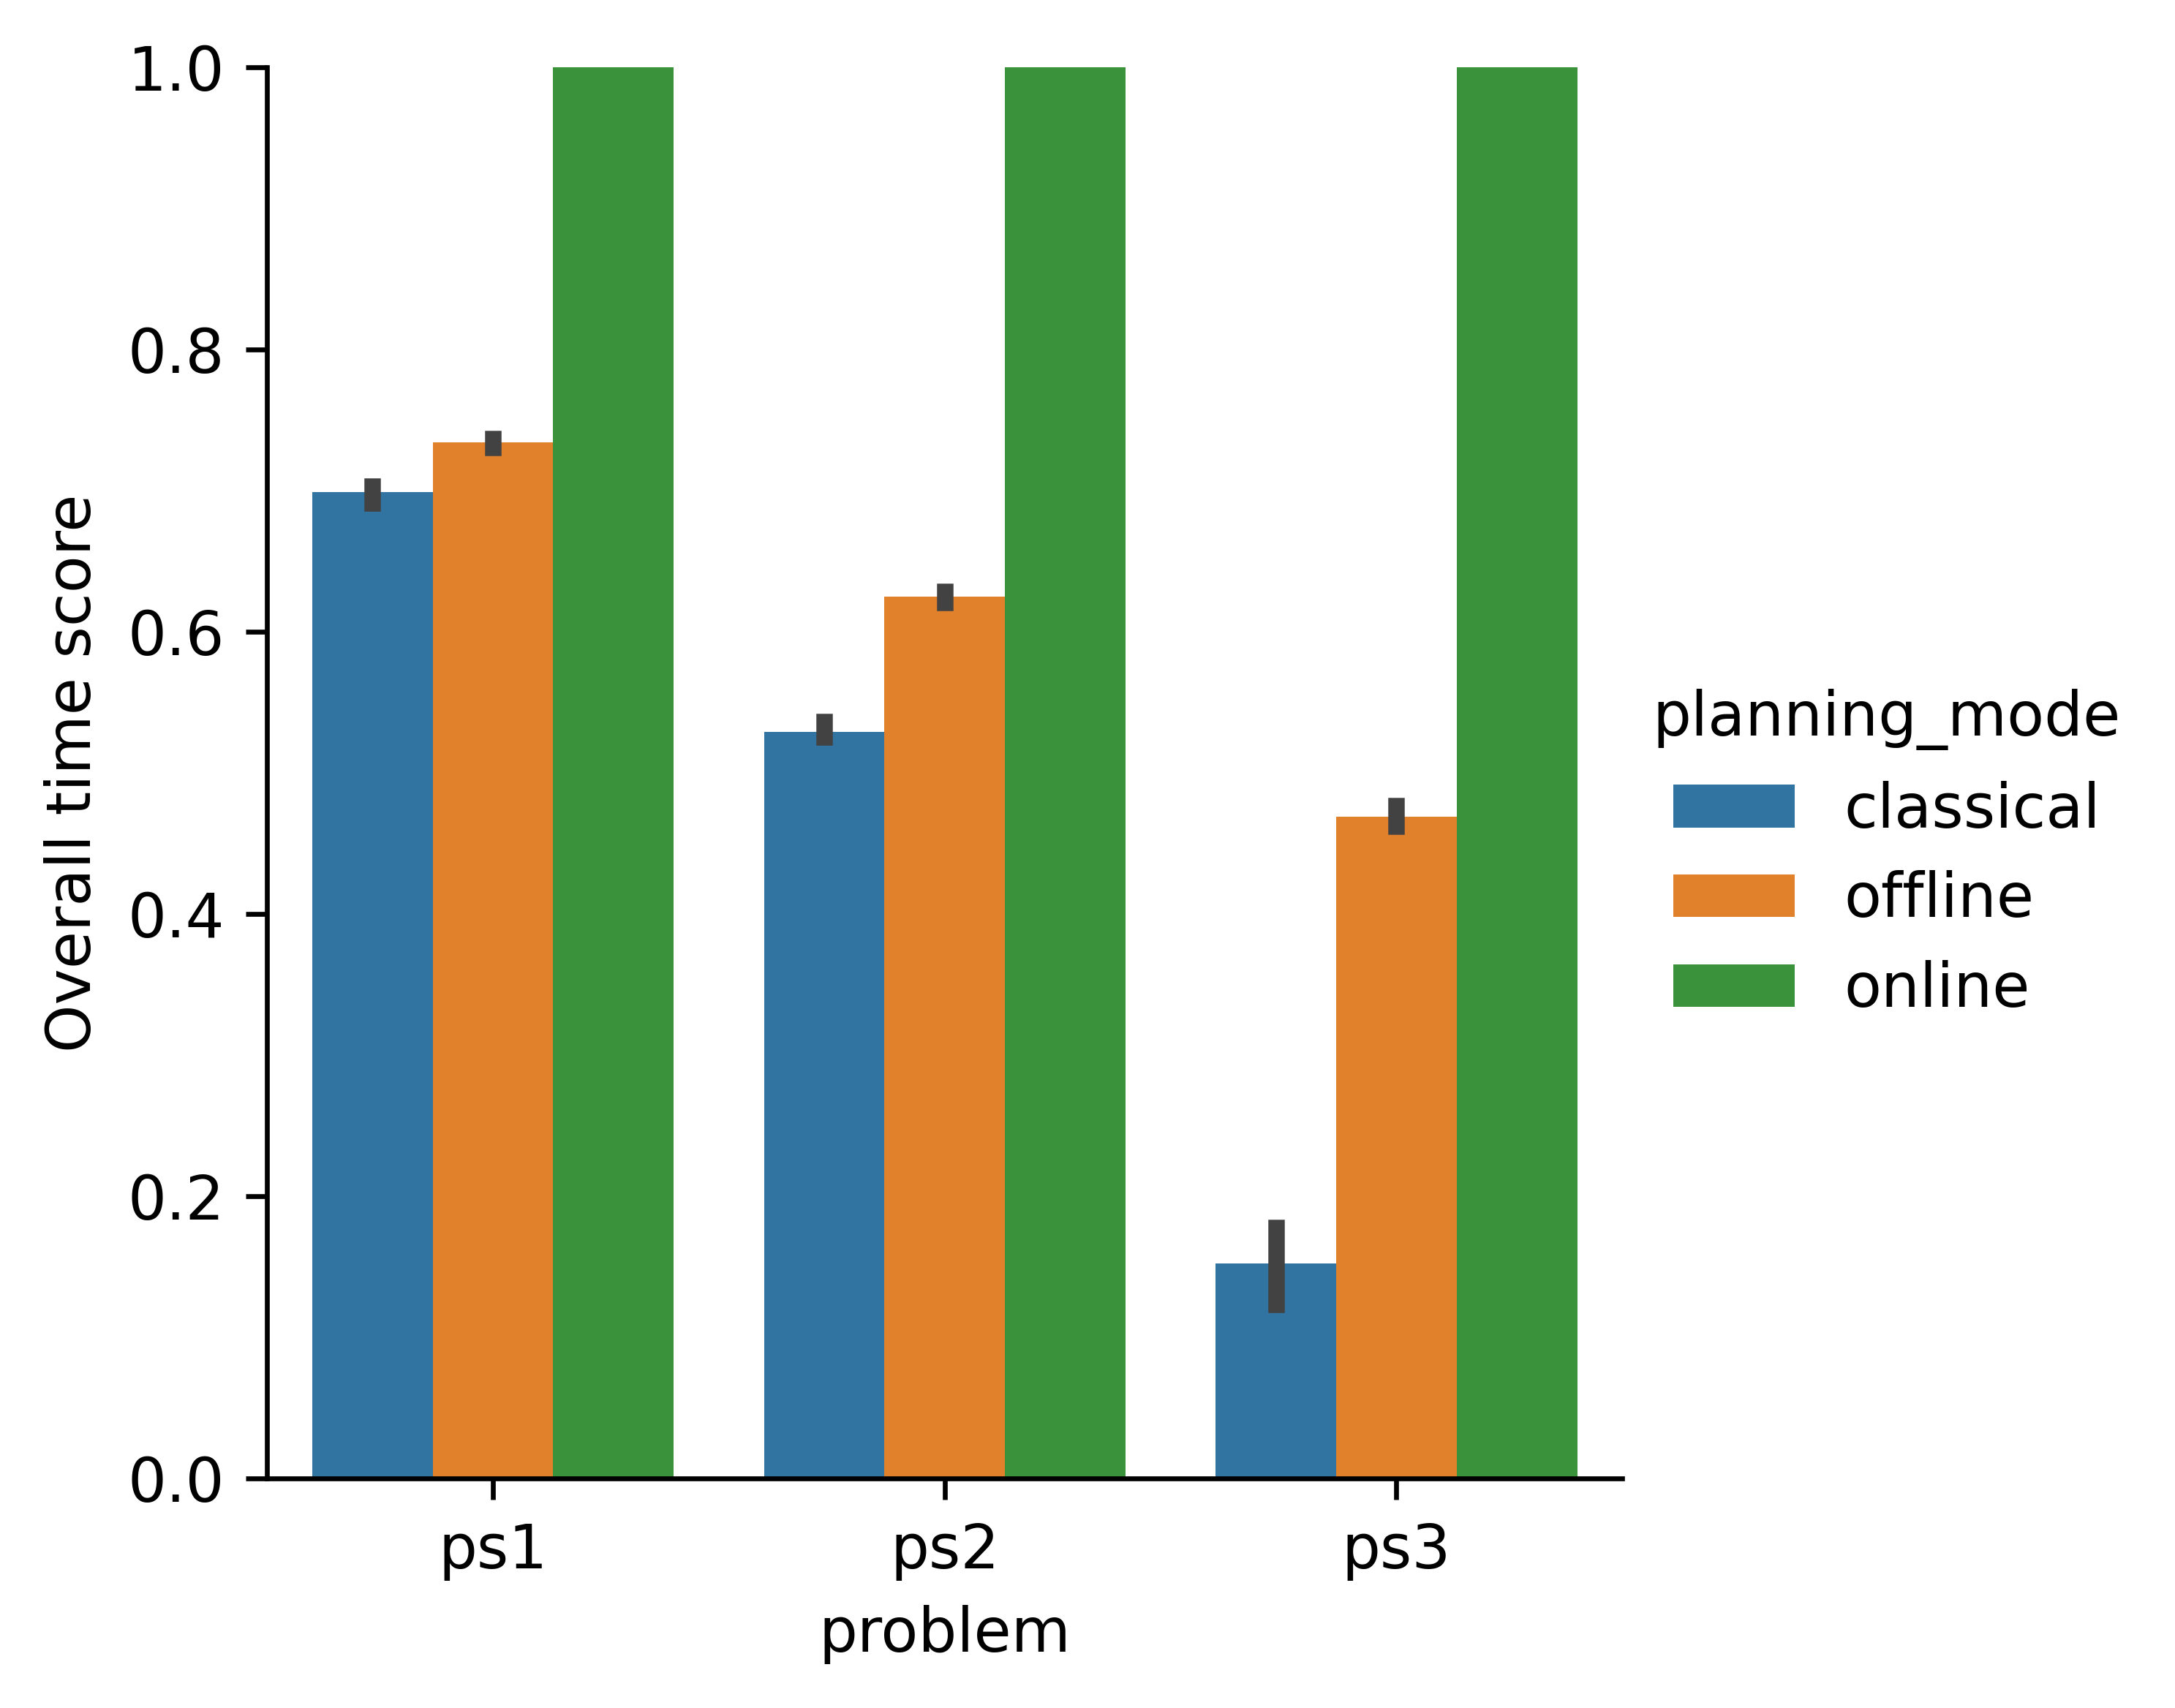 Overall time score
1.0
0.8
0.6
0.4
0.2
0.0
ps1 ps2 ps3
problem
planning_mode
classical
offline
online